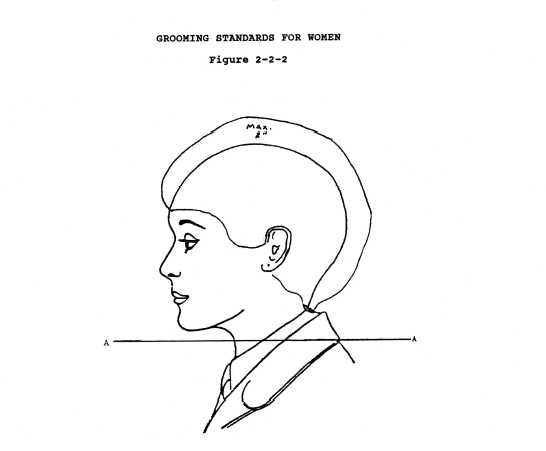 GROOMING STANDARDS FOR WOMEN
Figure 2-2-2
Max.
2"
A A